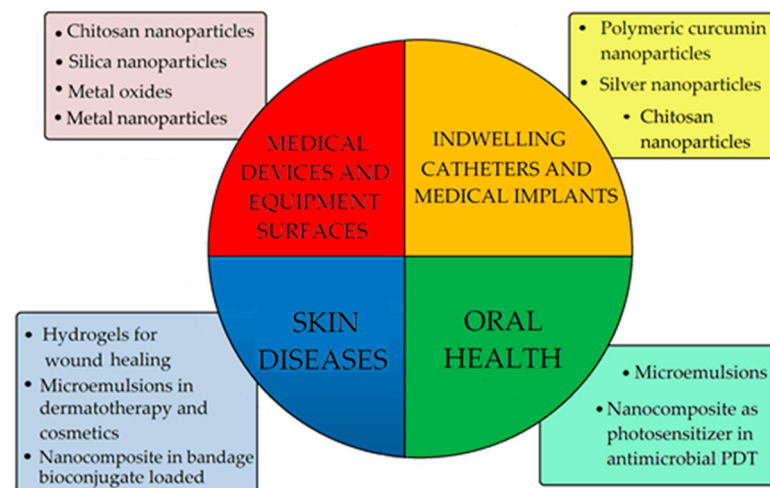 • Chitosan nanoparticles
• Silica nanoparticles
• Metal oxides
• Metal nanoparticles
• Polymeric curcumin
nanoparticles
• Silver nanoparticles
• Chitosan
nanoparticles
MEDICAL
DEVICES AND
EQUIPMENT
SURFACES
INDWELLING
CATHETERS AND
MEDICAL IMPLANTS
SKIN
DISEASES
ORAL
HEALTH
• Hydrogels for
wound healing
• Microemulsions in
dermatotherapy and
cosmetics
• Nanocomposite in bandage
bioconjugate loaded
• Microemulsions
• Nanocomposite as
photosensitizer in
antimicrobial PDT